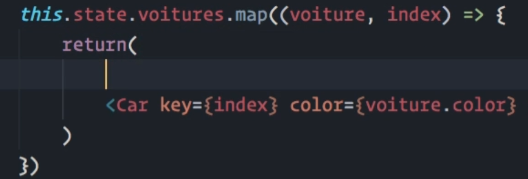 this.state.voitures.map((voiture, index) => {
return(
<Car key={index} color={voiture.color}
)
})